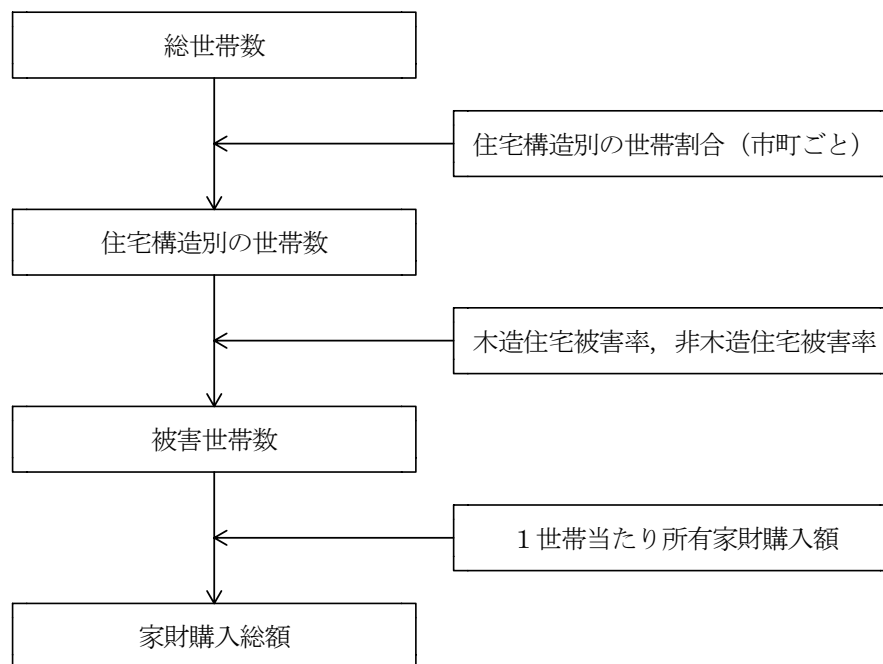 総世帯数
住宅構造別の世帯割合（市町ごと）
住宅構造別の世帯数
木造住宅被害率，非木造住宅被害率
被害世帯数
１世帯当たり所有家財購入額
家財購入総額